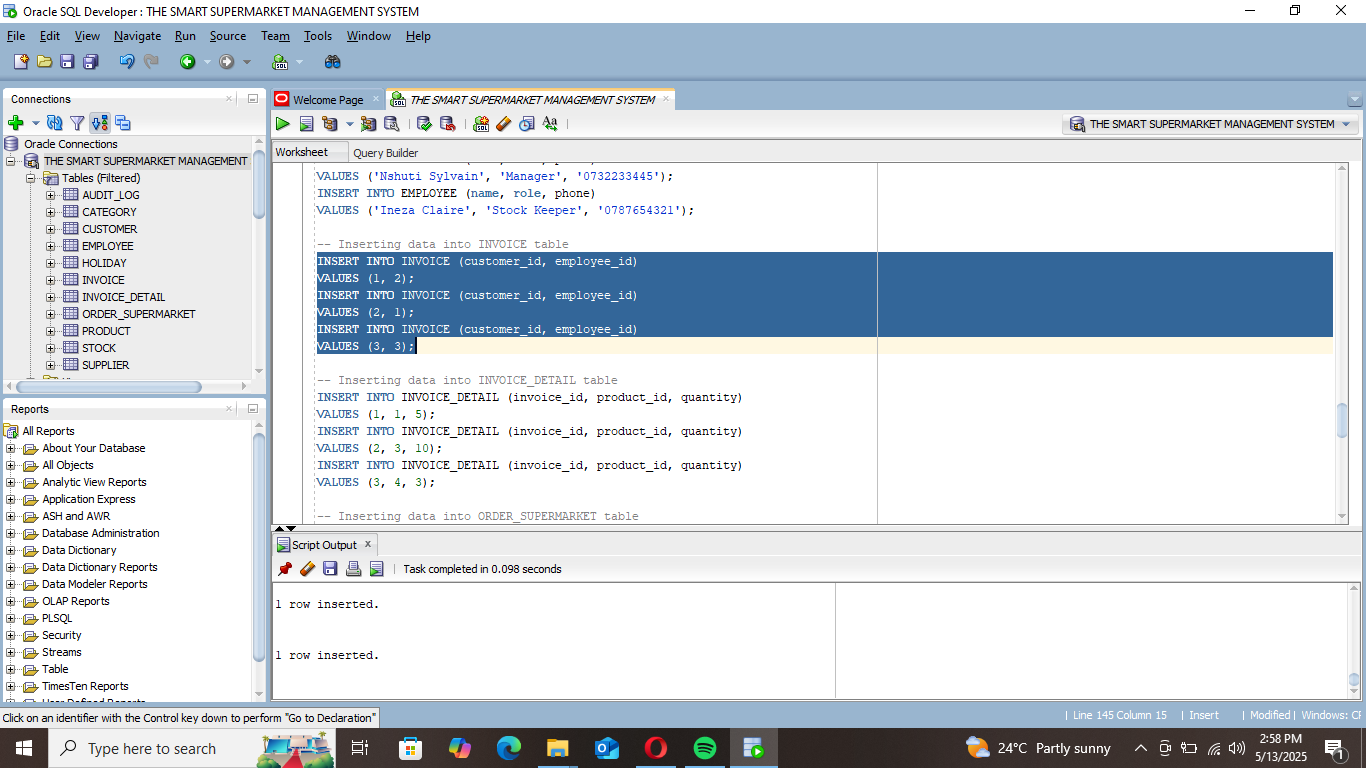 Oracle SQL Developer : THE SMART SUPERMARKET MANAGEMENT SYSTEM
File Edit View Navigate Run Source Team Tools Window Help
Connections
Oracle Connections
THE SMART SUPERMARKET MANAGEMENT
Tables (Filtered)
AUDIT_LOG
CATEGORY
CUSTOMER
EMPLOYEE
HOLIDAY
INVOICE
INVOICE_DETAIL
ORDER_SUPERMARKET
PRODUCT
STOCK
SUPPLIER
Reports
All Reports
About Your Database
All Objects
Analytic View Reports
Application Express
ASH and AWR
Database Administration
Data Dictionary
Data Dictionary Reports
Data Modeler Reports
OLAP Reports
PLSQL
Security
Streams
Table
TimesTen Reports
Welcome Page
THE SMART SUPERMARKET MANAGEMENT SYSTEM
THE SMART SUPERMARKET MANAGEMENT SYSTEM
Worksheet Query Builder
VALUES ('Nshuti Sylvain', 'Manager', '0732233445');
INSERT INTO EMPLOYEE (name, role, phone)
VALUES ('Ineza Claire', 'Stock Keeper', '0787654321');
-- Inserting data into INVOICE table
INSERT INTO INVOICE (customer_id, employee_id)
VALUES (1, 2);
INSERT INTO INVOICE (customer_id, employee_id)
VALUES (2, 1);
INSERT INTO INVOICE (customer_id, employee_id)
VALUES (3, 3);
-- Inserting data into INVOICE_DETAIL table
INSERT INTO INVOICE_DETAIL (invoice_id, product_id, quantity)
VALUES (1, 1, 5);
INSERT INTO INVOICE_DETAIL (invoice_id, product_id, quantity)
VALUES (2, 3, 10);
INSERT INTO INVOICE_DETAIL (invoice_id, product_id, quantity)
VALUES (3, 4, 3);
-- Inserting data into ORDER_SUPERMARKET table
Script Output
Task completed in 0.098 seconds
1 row inserted.
1 row inserted.
Click on an identifier with the Control key down to perform "Go to Declaration"
Line 145 Column 15 | Insert | Modified | Windows: CF
Type here to search
24°C Partly sunny
2:58 PM
5/13/2025
1